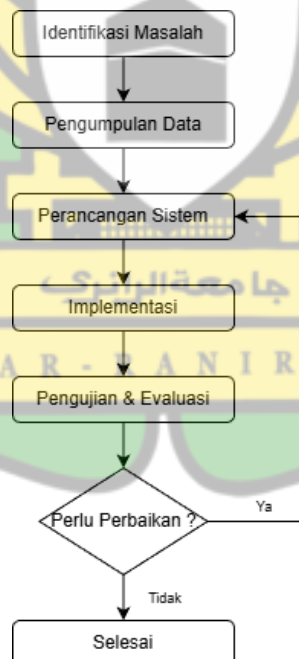 Identifikasi Masalah
Pengumpulan Data
Perancangan Sistem
جامعة الرانري
Implementasi
A R - R A N I R
Pengujian & Evaluasi
Perlu Perbaikan ?
Ya
Tidak
Selesai